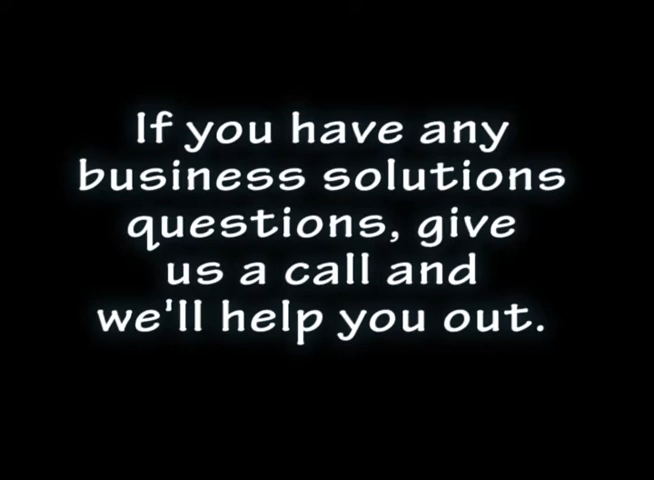 If you have any
business solutions
questions, give
us a call and
we'll help you out.